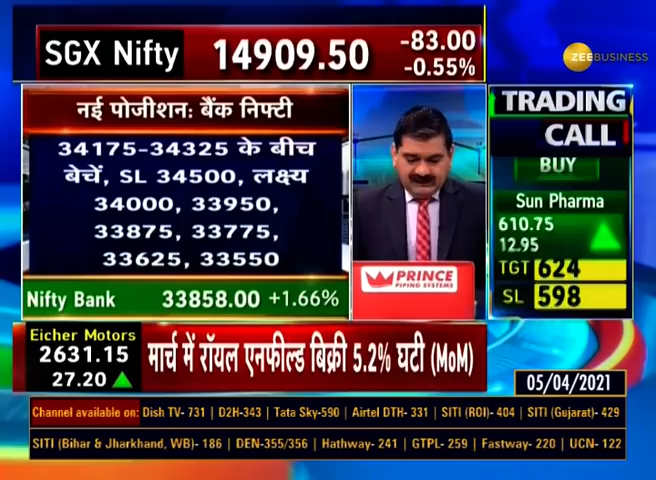 SGX Nifty 14909.50 -83.00
-0.55%
ZEEBUSINESS
नई पोजीशन: बैंक निफ्टी
34175-34325 के बीच
बेचें, SL 34500, लक्ष्य
34000, 33950,
33875, 33775,
33625, 33550
Nifty Bank 33858.00 +1.66%
PRINCE
PIPING SYSTEMS
TRADING
CALL
BUY
Sun Pharma
610.75
12.95
TGT 624
SL 598
Eicher Motors
2631.15
27.20
मार्च में रॉयल एनफील्ड बिक्री 5.2% घटी (MoM)
05/04/2021
Channel available on: Dish TV- 731 | D2H-343 | Tata Sky-590 | Airtel DTH- 331 | SITI (ROI)- 404 | SITI (Gujarat)- 429
SITI (Bihar & Jharkhand, WB)- 186 | DEN-355/356 | Hathway- 241 | GTPL- 259 | Fastway- 220 | UCN- 122